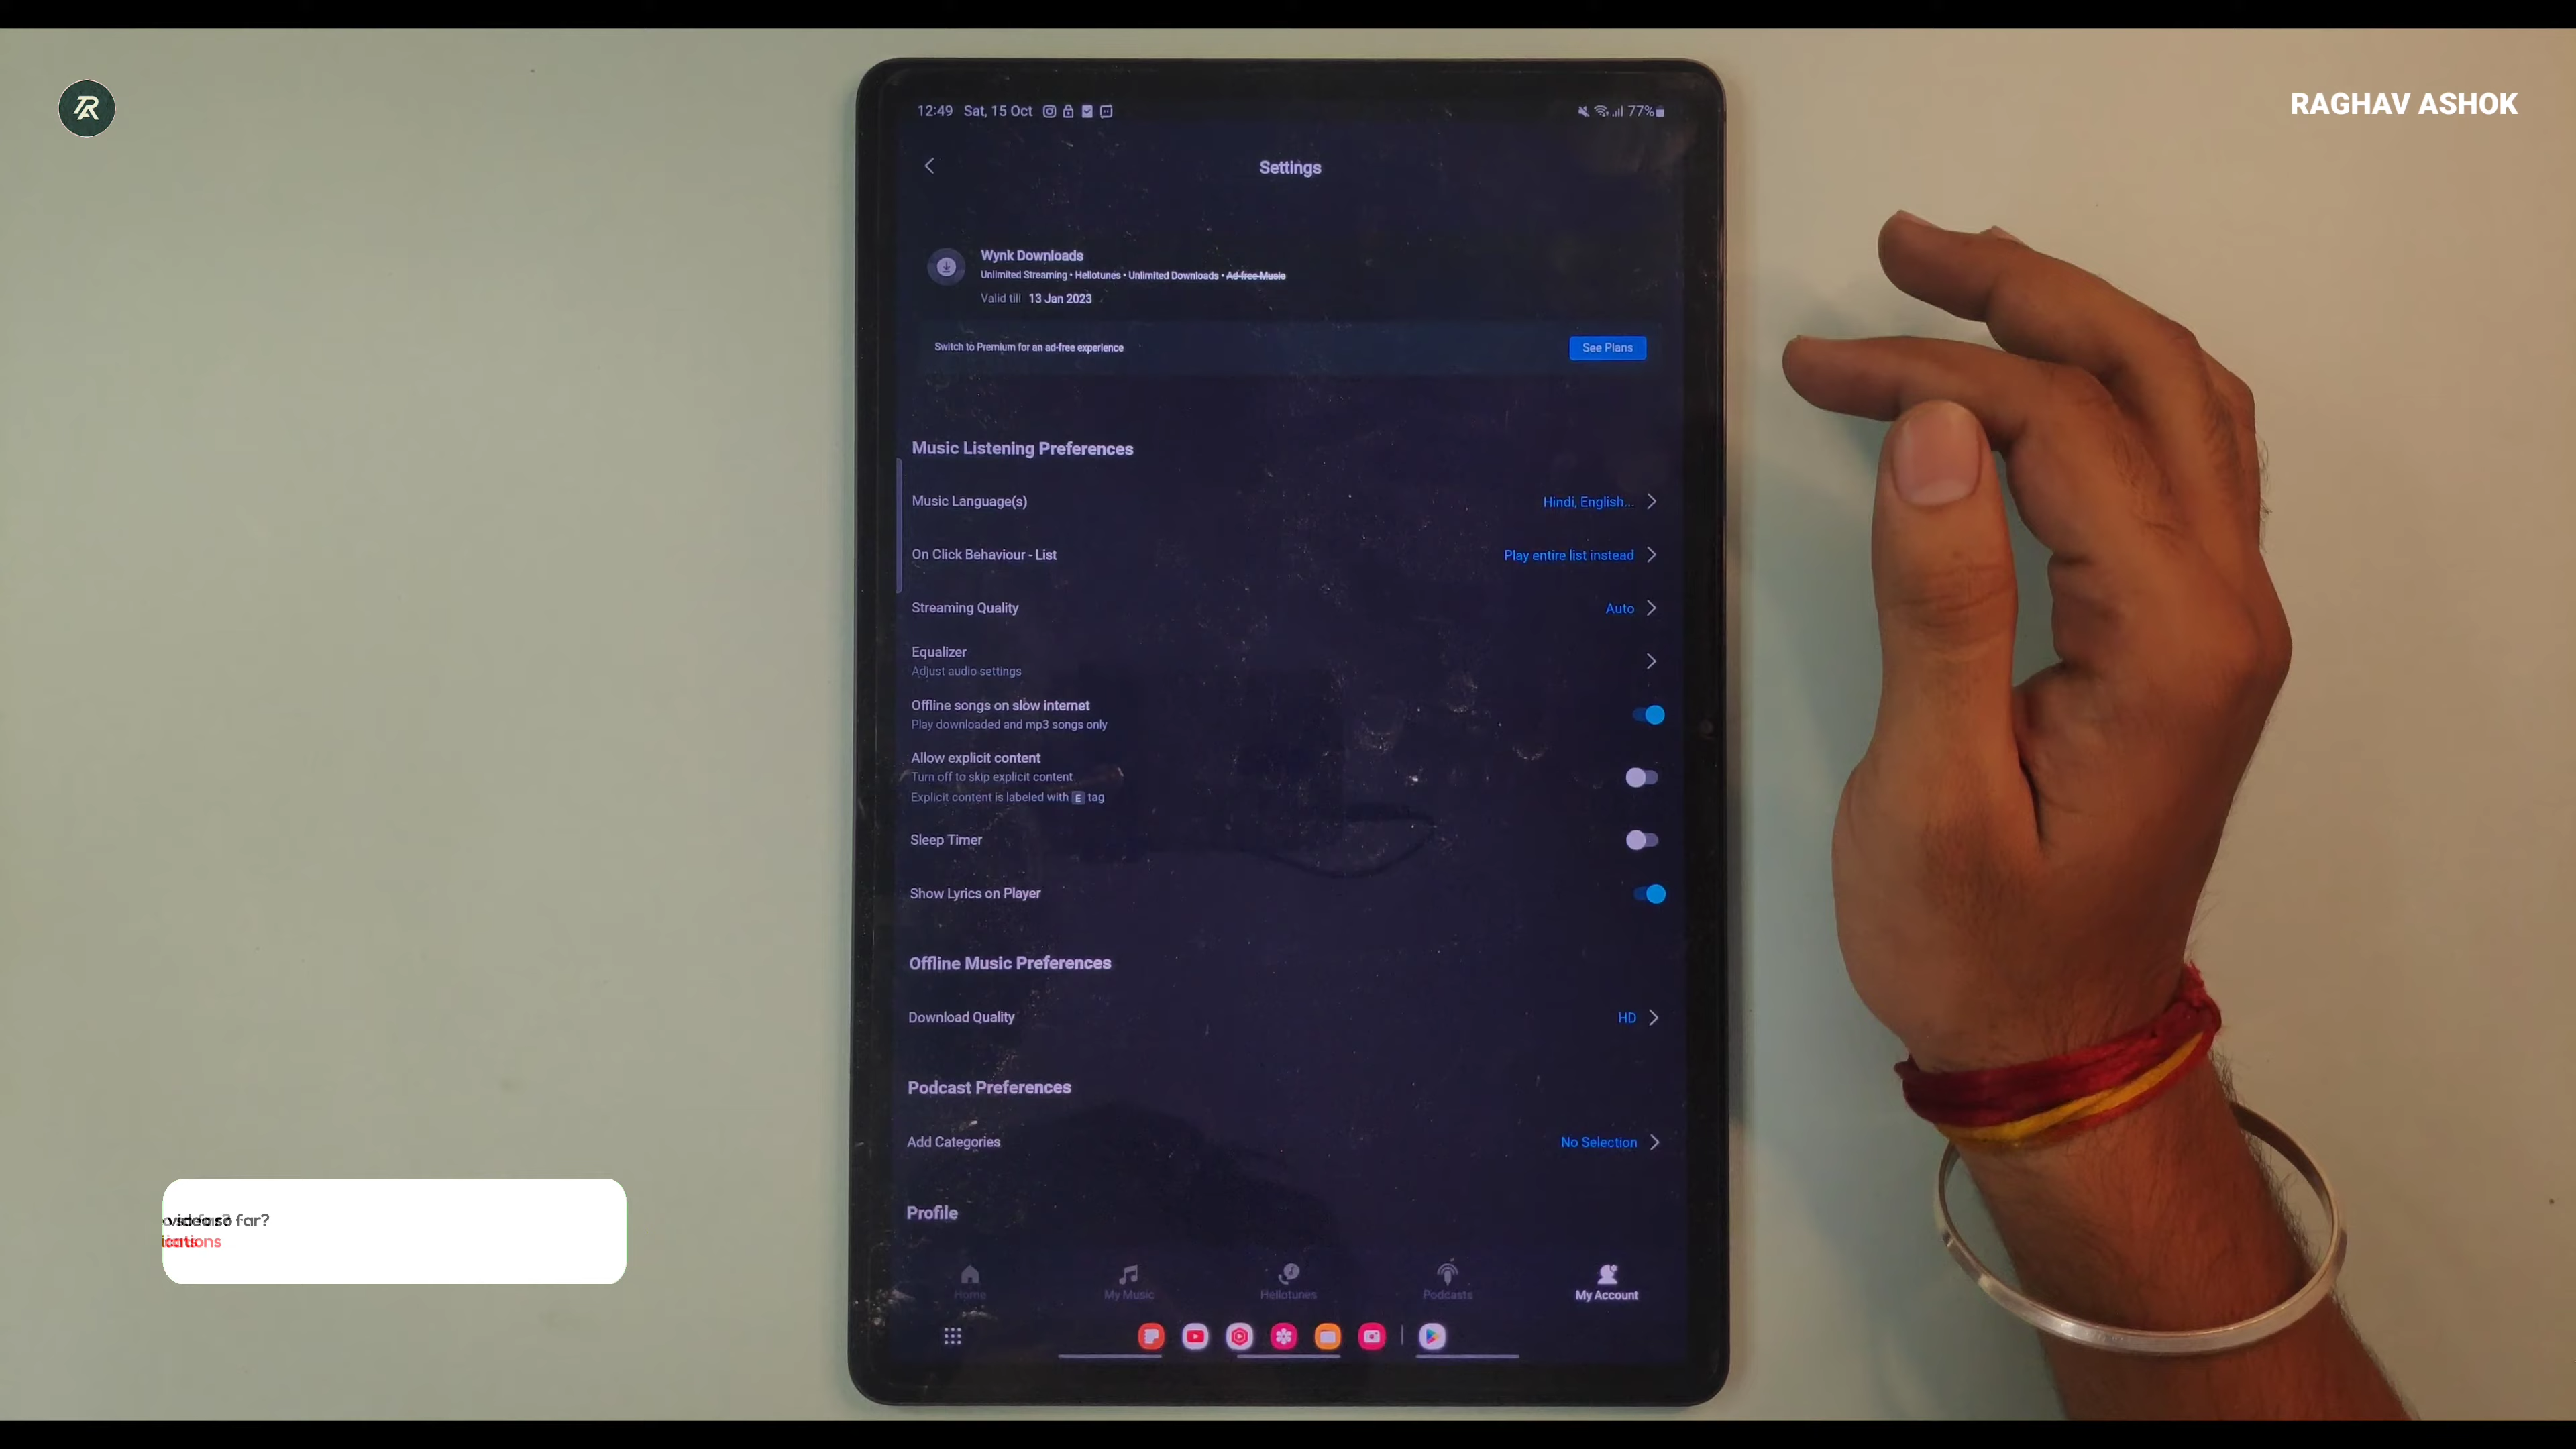 RAGHAV ASHOK
12:49 Sat, 15 Oct
77%
Settings
Wynk Downloads
Unlimited Streaming • Hellotunes • Unlimited Downloads • Ad-free Music
Valid till 13 Jan 2023
Switch to Premium for an ad-free experience
See Plans
Music Listening Preferences
Music Language(s)
Hindi, English...
On Click Behaviour - List
Play entire list instead
Streaming Quality
Auto
Equalizer
Adjust audio settings
Offline songs on slow internet
Play downloaded and mp3 songs only
Allow explicit content
Turn off to skip explicit content
Explicit content is labeled with E tag
Sleep Timer
Show Lyrics on Player
Offline Music Preferences
Download Quality
HD
Podcast Preferences
Add Categories
No Selection
Profile
far?
Home
My Music
Hellotunes
Podcasts
My Account